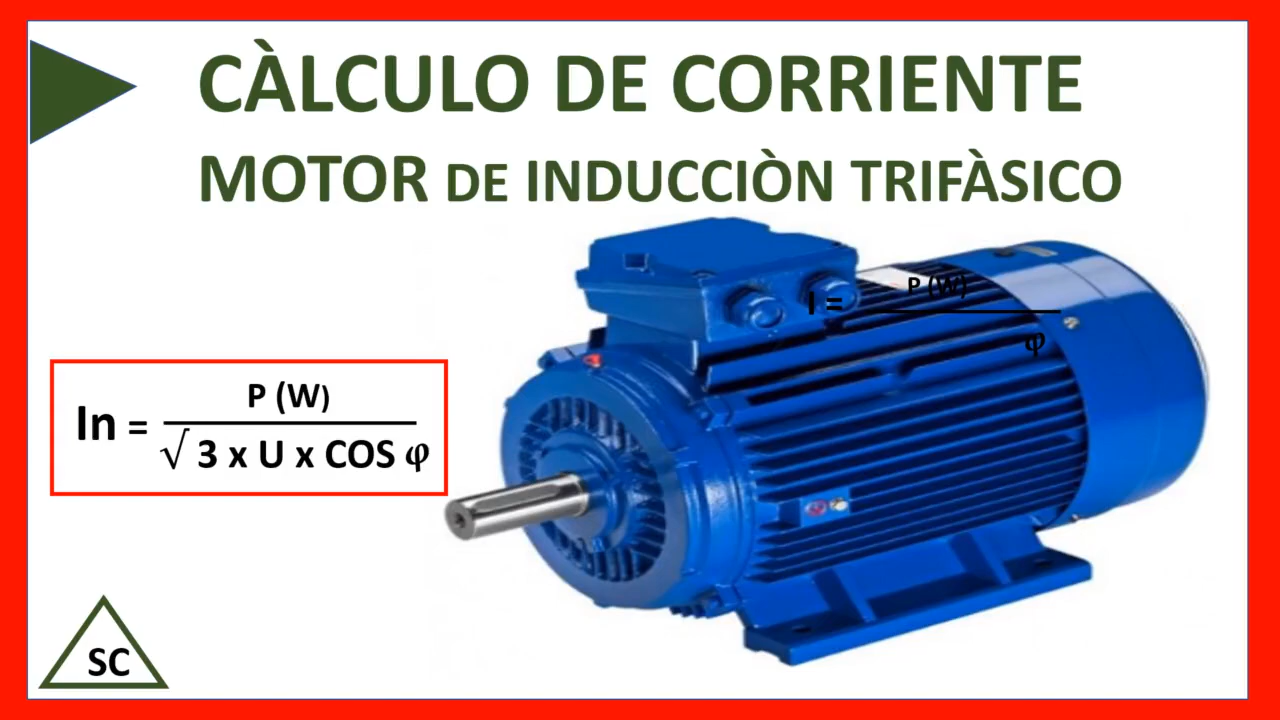 CÀLCULO DE CORRIENTE
MOTOR DE INDUCCIÒN TRIFÀSICO
I = P (W)
φ
In = P (W)
√ 3 x U x COS φ
SC